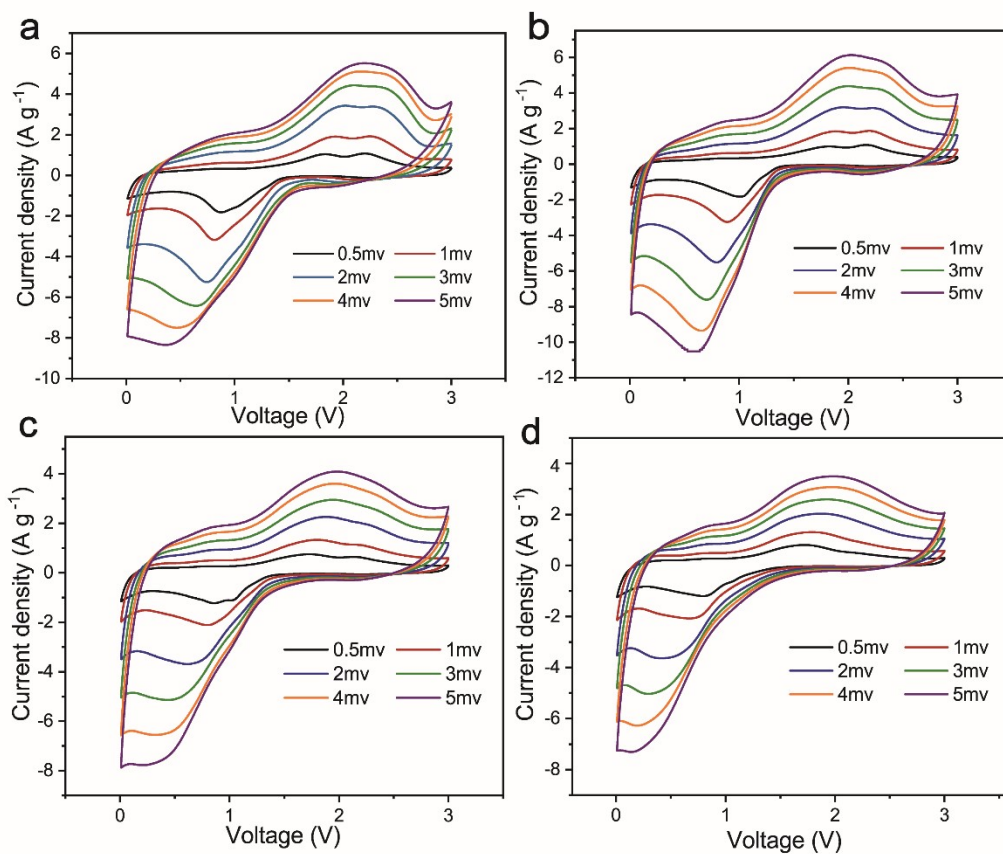 a
6
4
2
0
-2
-4
-6
-8
-10
Current density (A g⁻¹)
0.5mv 1mv
2mv 3mv
4mv 5mv
0 1 2 3
Voltage (V)
b
8
6
4
2
0
-2
-4
-6
-8
-10
-12
Current density (A g⁻¹)
0.5mv 1mv
2mv 3mv
4mv 5mv
0 1 2 3
Voltage (V)
c
4
2
0
-2
-4
-6
-8
Current density (A g⁻¹)
0.5mv 1mv
2mv 3mv
4mv 5mv
0 1 2 3
Voltage (V)
d
4
2
0
-2
-4
-6
-8
Current density (A g⁻¹)
0.5mv 1mv
2mv 3mv
4mv 5mv
0 1 2 3
Voltage (V)